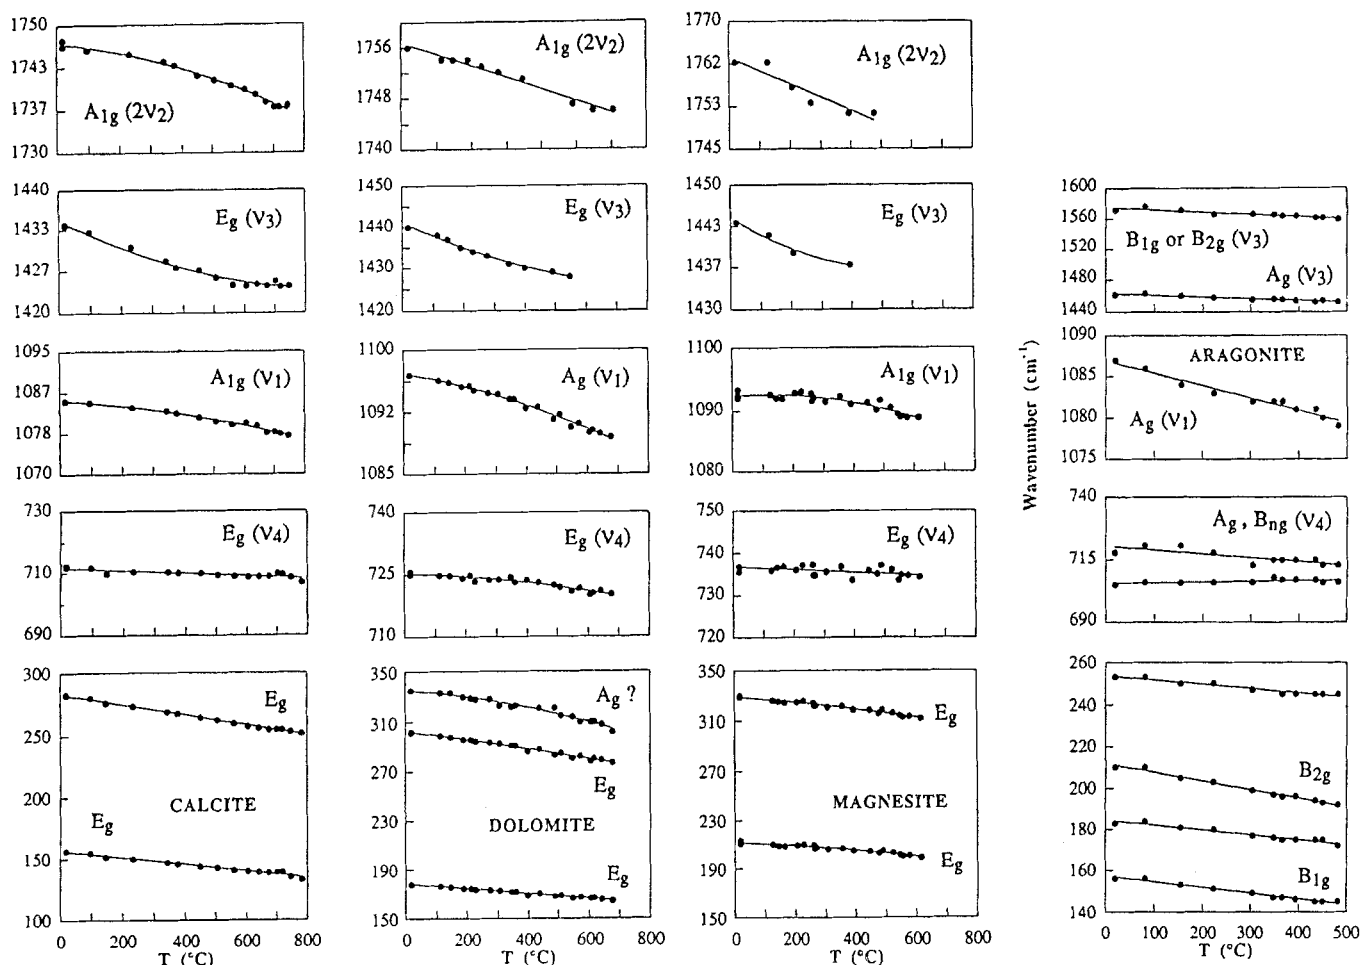 1750
1743
1737
1730
A1g (2ν2)
1440
1433
1427
1420
Eg (ν3)
1095
1087
1078
1070
A1g (ν1)
730
710
690
Eg (ν4)
300
250
200
150
100
Eg
CALCITE
Eg
0 200 400 600 800
T (°C)
1756
1748
1740
A1g (2ν2)
1450
1440
1430
1420
Eg (ν3)
1100
1092
1085
Ag (ν1)
740
725
710
Eg (ν4)
350
310
270
230
190
150
Ag ?
Eg
DOLOMITE
Eg
0 200 400 600 800
T (°C)
1770
1762
1753
1745
A1g (2ν2)
1450
1443
1437
1430
Eg (ν3)
1100
1090
1080
A1g (ν1)
750
740
730
720
Eg (ν4)
350
310
270
230
190
150
Eg
MAGNESITE
Eg
0 200 400 600 800
T (°C)
Wavenumber (cm-1)
1600
1560
1520
1480
1440
B1g or B2g (ν3)
Ag (ν3)
1090
1085
1080
1075
ARAGONITE
Ag (ν1)
740
715
690
Ag , Bng (ν4)
260
240
220
200
180
160
140
B2g
B1g
0 100 200 300 400 500
T (°C)